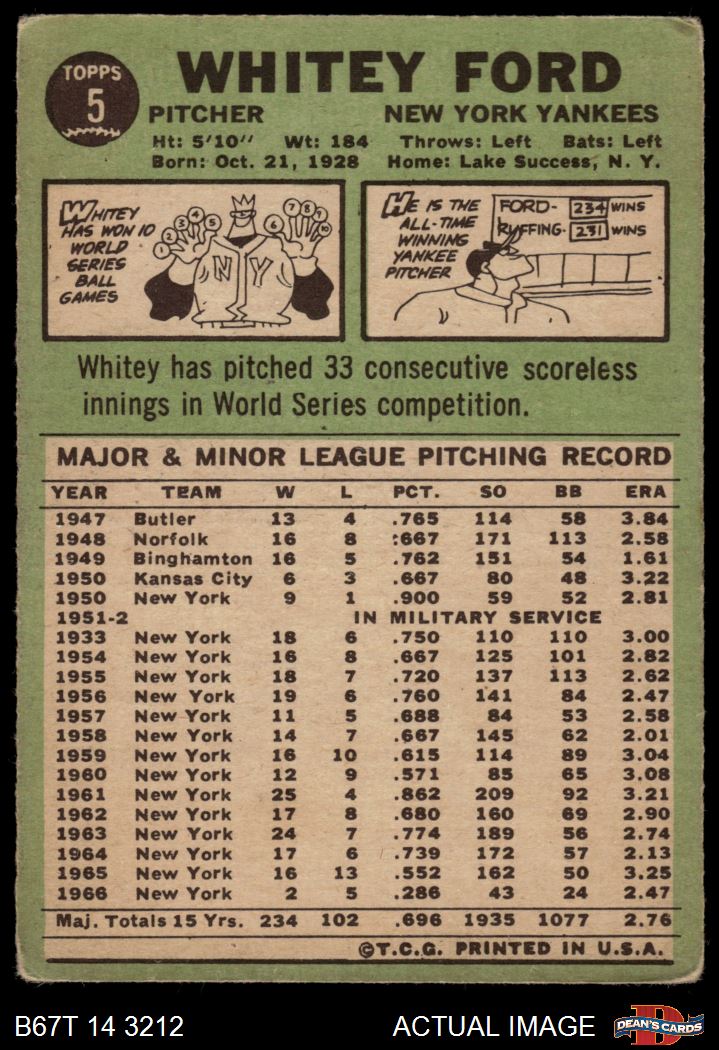 TOPPS
5
WHITEY FORD
PITCHER NEW YORK YANKEES
Ht: 5'10" Wt: 184 Throws: Left Bats: Left
Born: Oct. 21, 1928 Home: Lake Success, N. Y.
WHITEY
HAS WON 10
WORLD
SERIES
BALL
GAMES
1 2 3 4 5 6 7 8 9 10
NY
HE IS THE
ALL-TIME
WINNING
YANKEE
PITCHER
FORD- 234 WINS
RUFFING- 231 WINS
Whitey has pitched 33 consecutive scoreless
innings in World Series competition.
MAJOR & MINOR LEAGUE PITCHING RECORD
YEAR TEAM W L PCT. SO BB ERA
1947 Butler 13 4 .765 114 58 3.84
1948 Norfolk 16 8 .667 171 113 2.58
1949 Binghamton 16 5 .762 151 54 1.61
1950 Kansas City 6 3 .667 80 48 3.22
1950 New York 9 1 .900 59 52 2.81
1951-2 IN MILITARY SERVICE
1933 New York 18 6 .750 110 110 3.00
1954 New York 16 8 .667 125 101 2.82
1955 New York 18 7 .720 137 113 2.62
1956 New York 19 6 .760 141 84 2.47
1957 New York 11 5 .688 84 53 2.58
1958 New York 14 7 .667 145 62 2.01
1959 New York 16 10 .615 114 89 3.04
1960 New York 12 9 .571 85 65 3.08
1961 New York 25 4 .862 209 92 3.21
1962 New York 17 8 .680 160 69 2.90
1963 New York 24 7 .774 189 56 2.74
1964 New York 17 6 .739 172 57 2.13
1965 New York 16 13 .552 162 50 3.25
1966 New York 2 5 .286 43 24 2.47
Maj. Totals 15 Yrs. 234 102 .696 1935 1077 2.76
©T.C.G. PRINTED IN U.S.A.
B67T 14 3212 ACTUAL IMAGE
D
DEAN'S CARDS